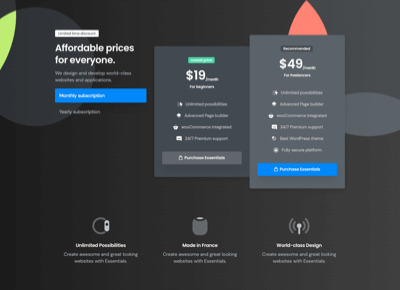 Limited time discount
Affordable prices
for everyone.
We design and develop world-class
websites and applications.
Monthly subscription
Yearly subscription
$19/month
For beginners
Unlimited possibilities
Advanced Page builder
wooCommerce integrated
24/7 Premium support
Purchase Essentials
Recommended
$49/month
For freelancers
Unlimited possibilities
Advanced Page builder
wooCommerce integrated
24/7 Premium support
Best WordPress theme
Fully secure platform
Purchase Essentials
Unlimited Possibilities
Create awesome and great looking
websites with Essentials.
Made in France
Create awesome and great looking
websites with Essentials.
World-class Design
Create awesome and great looking
websites with Essentials.